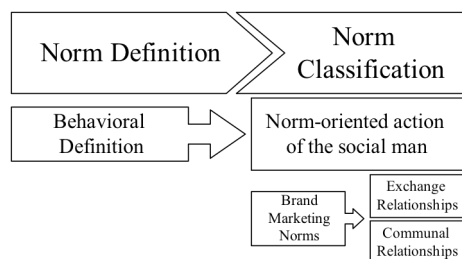 Norm Definition
Norm
Classification
Behavioral
Definition
Norm-oriented action
of the social man
Brand
Marketing
Norms
Exchange
Relationships
Communal
Relationships